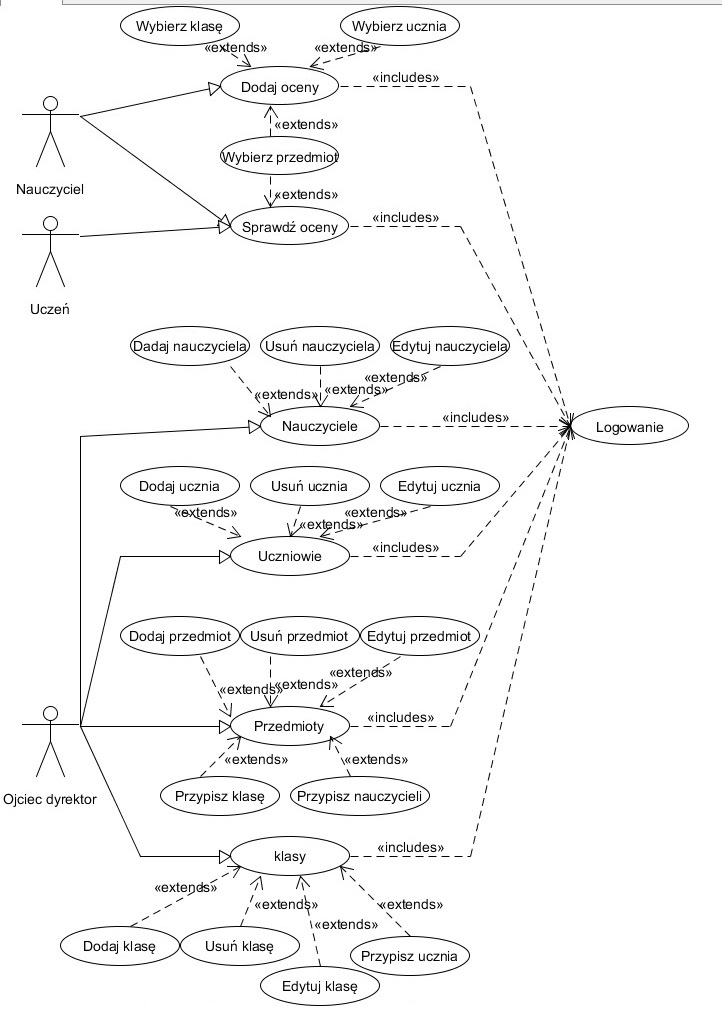 Wybierz klasę
Wybierz ucznia
«extends»
«extends»
Dodaj oceny
«includes»
«extends»
Nauczyciel
Wybierz przedmiot
«extends»
Sprawdź oceny
«includes»
Uczeń
Dadaj nauczyciela
Usuń nauczyciela
Edytuj nauczyciela
«extends»
«extends»
«extends»
Nauczyciele
«includes»
Logowanie
Dodaj ucznia
Usuń ucznia
Edytuj ucznia
«extends»
«extends»
«extends»
Uczniowie
«includes»
Dodaj przedmiot
Usuń przedmiot
Edytuj przedmiot
«extends»
«extends»
«extends»
Przedmioty
«includes»
«extends»
«extends»
Ojciec dyrektor
Przypisz klasę
Przypisz nauczycieli
klasy
«includes»
«extends»
«extends»
«extends»
«extends»
Dodaj klasę
Usuń klasę
Przypisz ucznia
Edytuj klasę